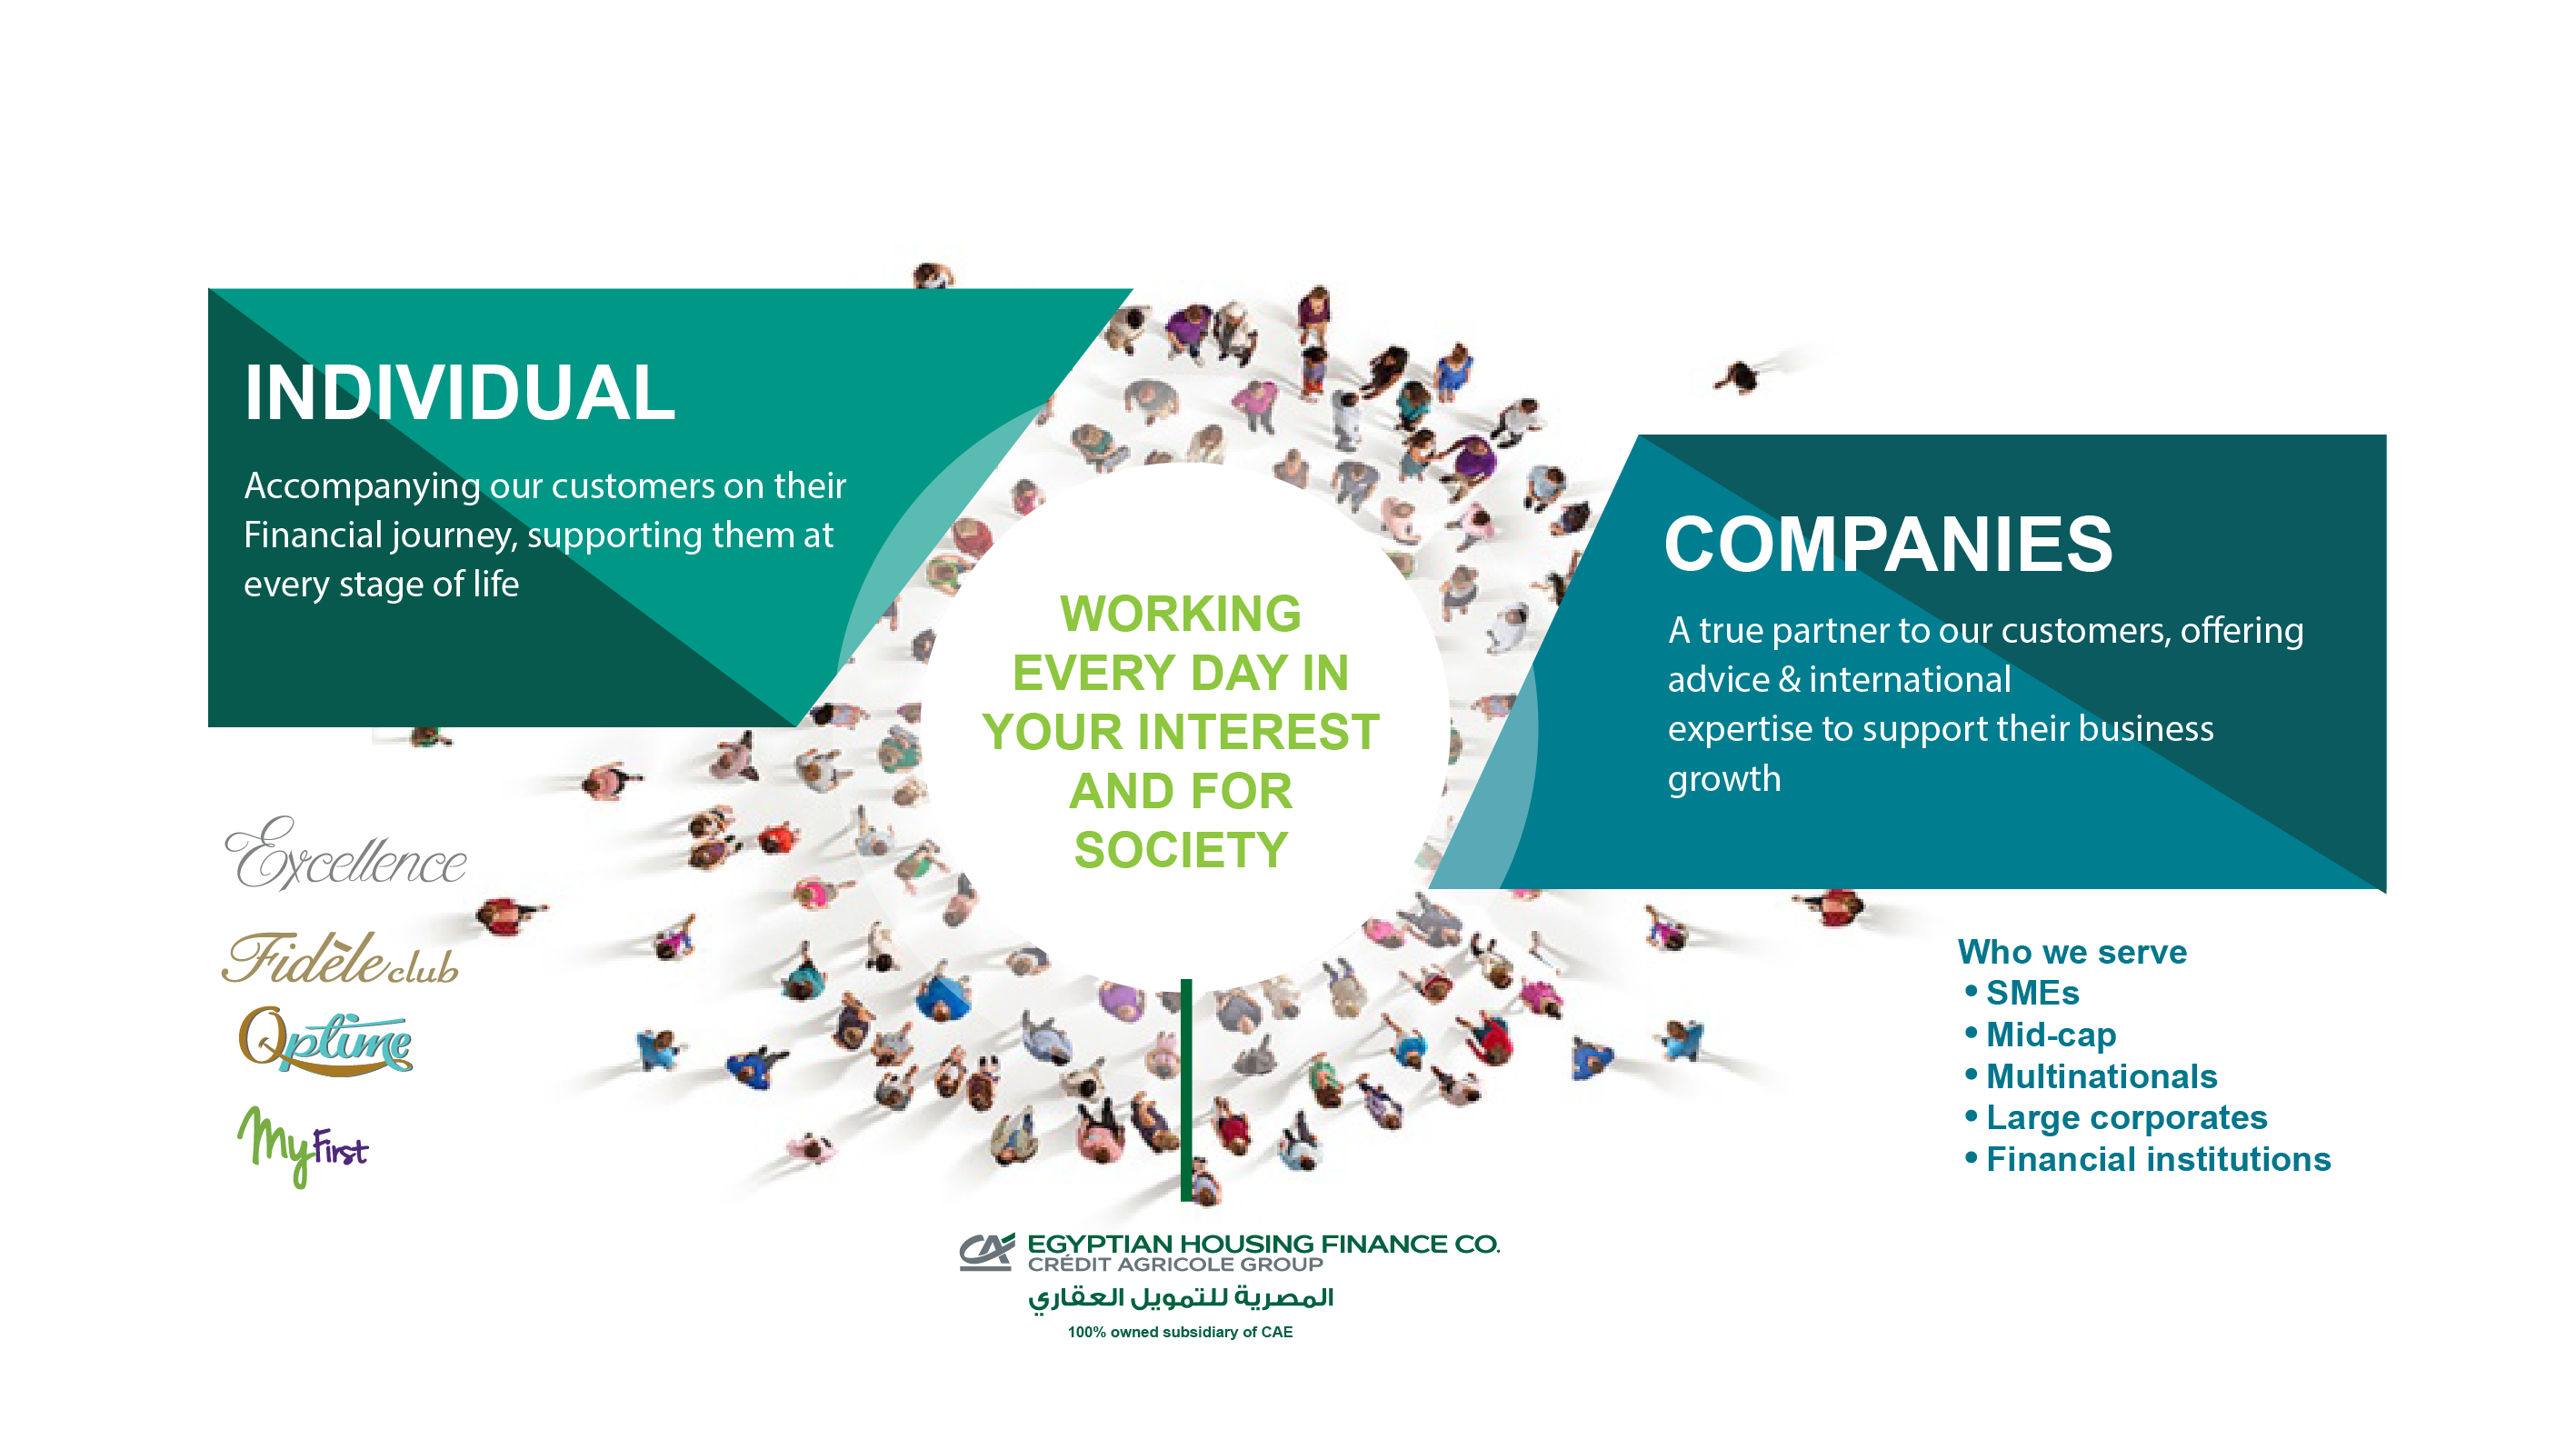 INDIVIDUAL
Accompanying our customers on their
Financial journey, supporting them at
every stage of life
Excellence
Fidèle club
Optime
My First
WORKING
EVERY DAY IN
YOUR INTEREST
AND FOR
SOCIETY
COMPANIES
A true partner to our customers, offering
advice & international
expertise to support their business
growth
Who we serve
• SMEs
• Mid-cap
• Multinationals
• Large corporates
• Financial institutions
CA EGYPTIAN HOUSING FINANCE CO.
CRÉDIT AGRICOLE GROUP
المصرية للتمويل العقاري
100% owned subsidiary of CAE